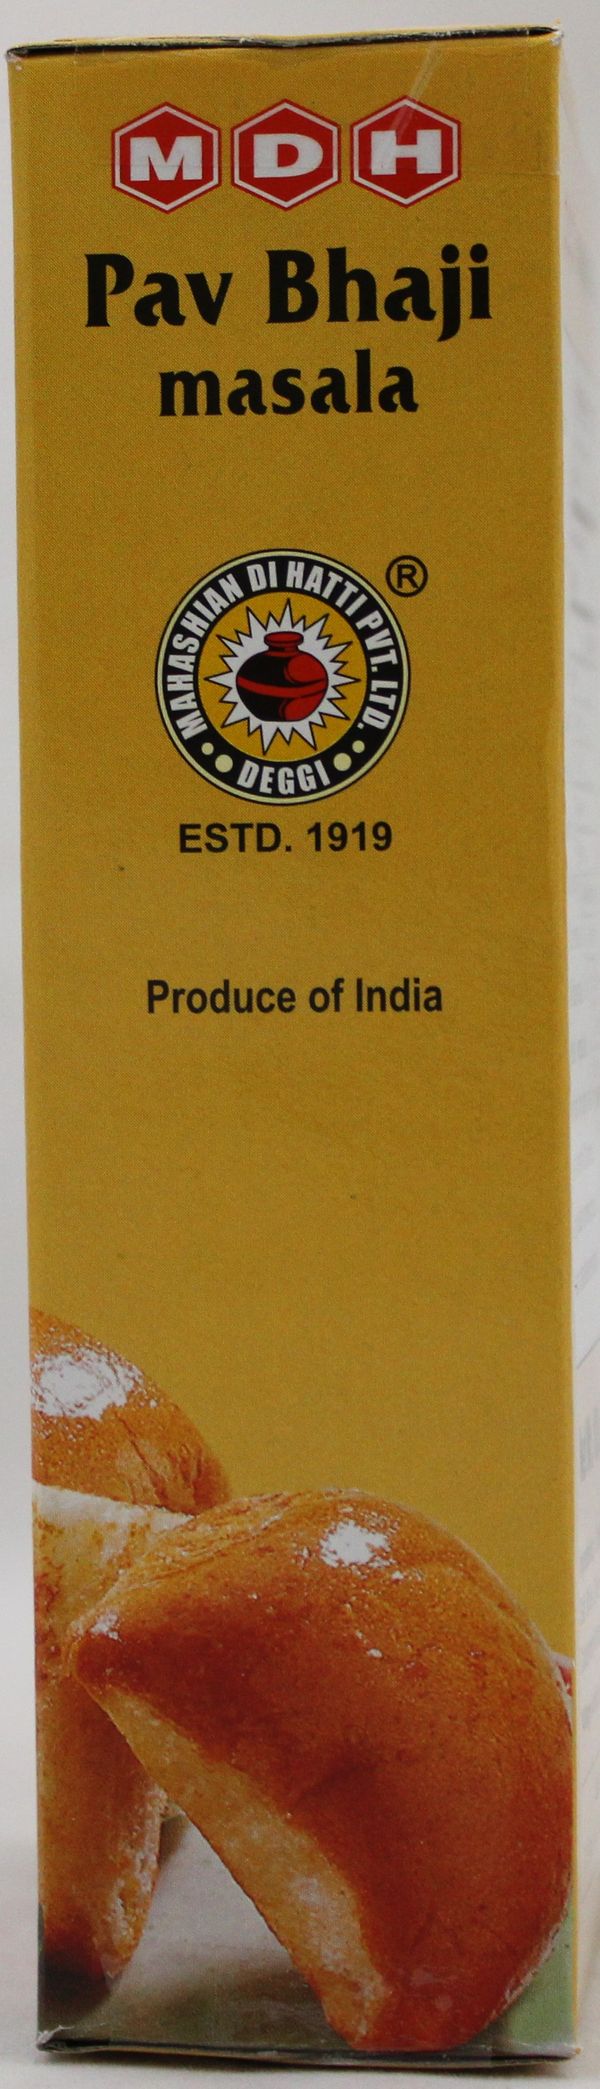 MDH
Pav Bhaji
masala
MAHASHIAN DI HATTI PVT. LTD.
®
DEGGI
ESTD. 1919
Produce of India